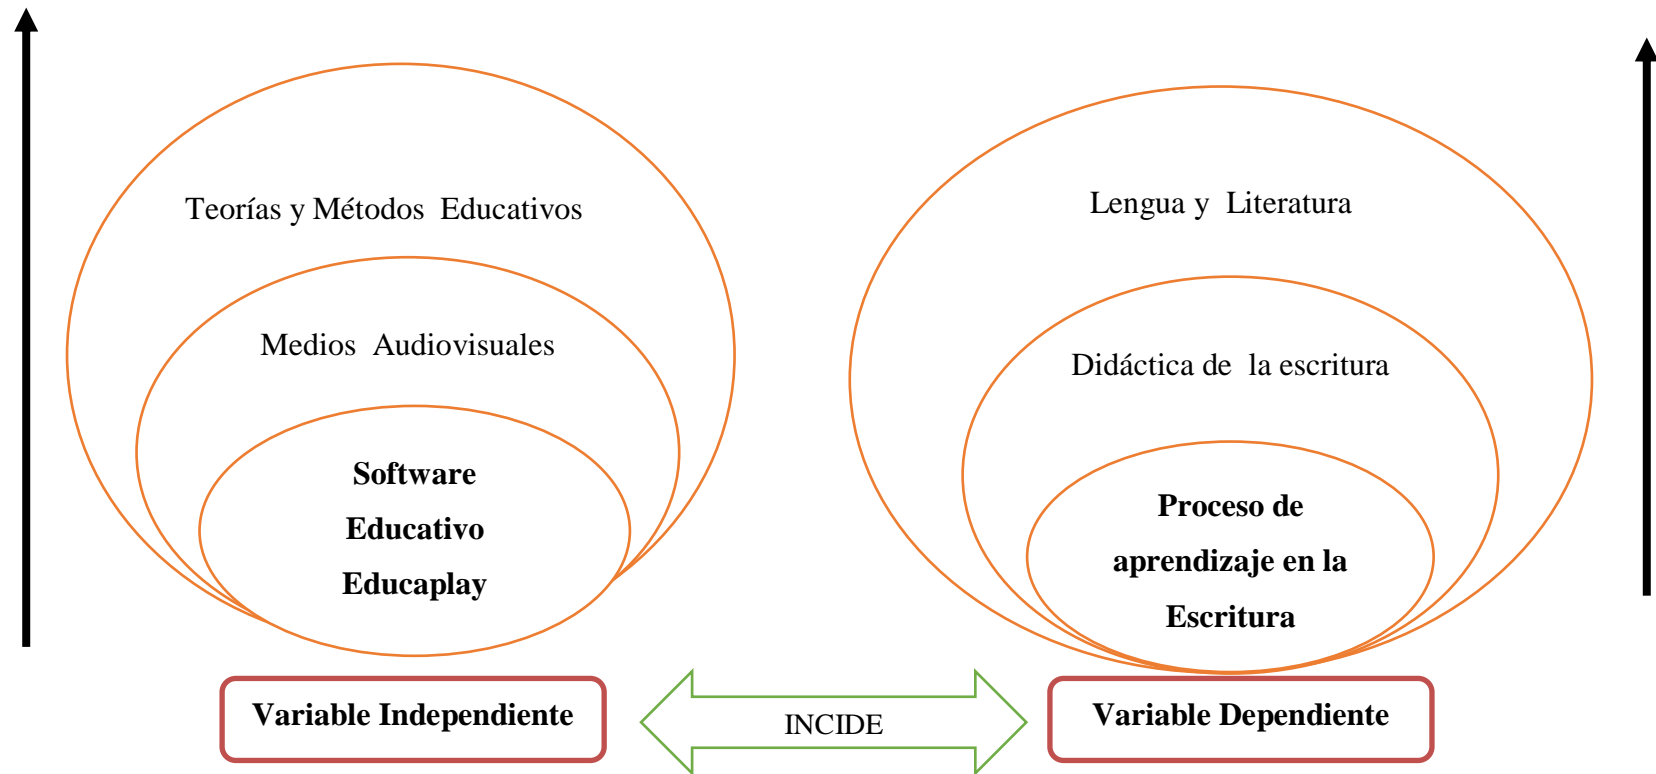 Teorías y Métodos Educativos
Medios Audiovisuales
Software
Educativo
Educaplay
Variable Independiente
INCIDE
Lengua y Literatura
Didáctica de la escritura
Proceso de
aprendizaje en la
Escritura
Variable Dependiente